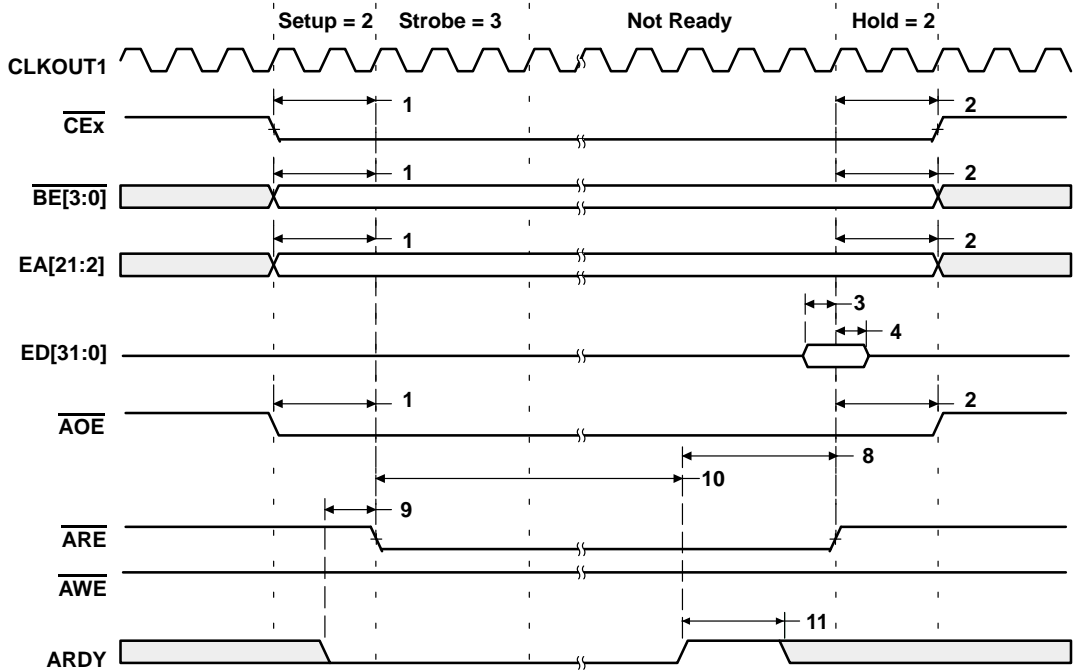 Setup = 2 Strobe = 3 Not Ready Hold = 2
CLKOUT1
1 2
CEx
1 2
BE[3:0]
1 2
EA[21:2]
3
4
ED[31:0]
1 2
AOE
8
10
9
ARE
AWE
11
ARDY